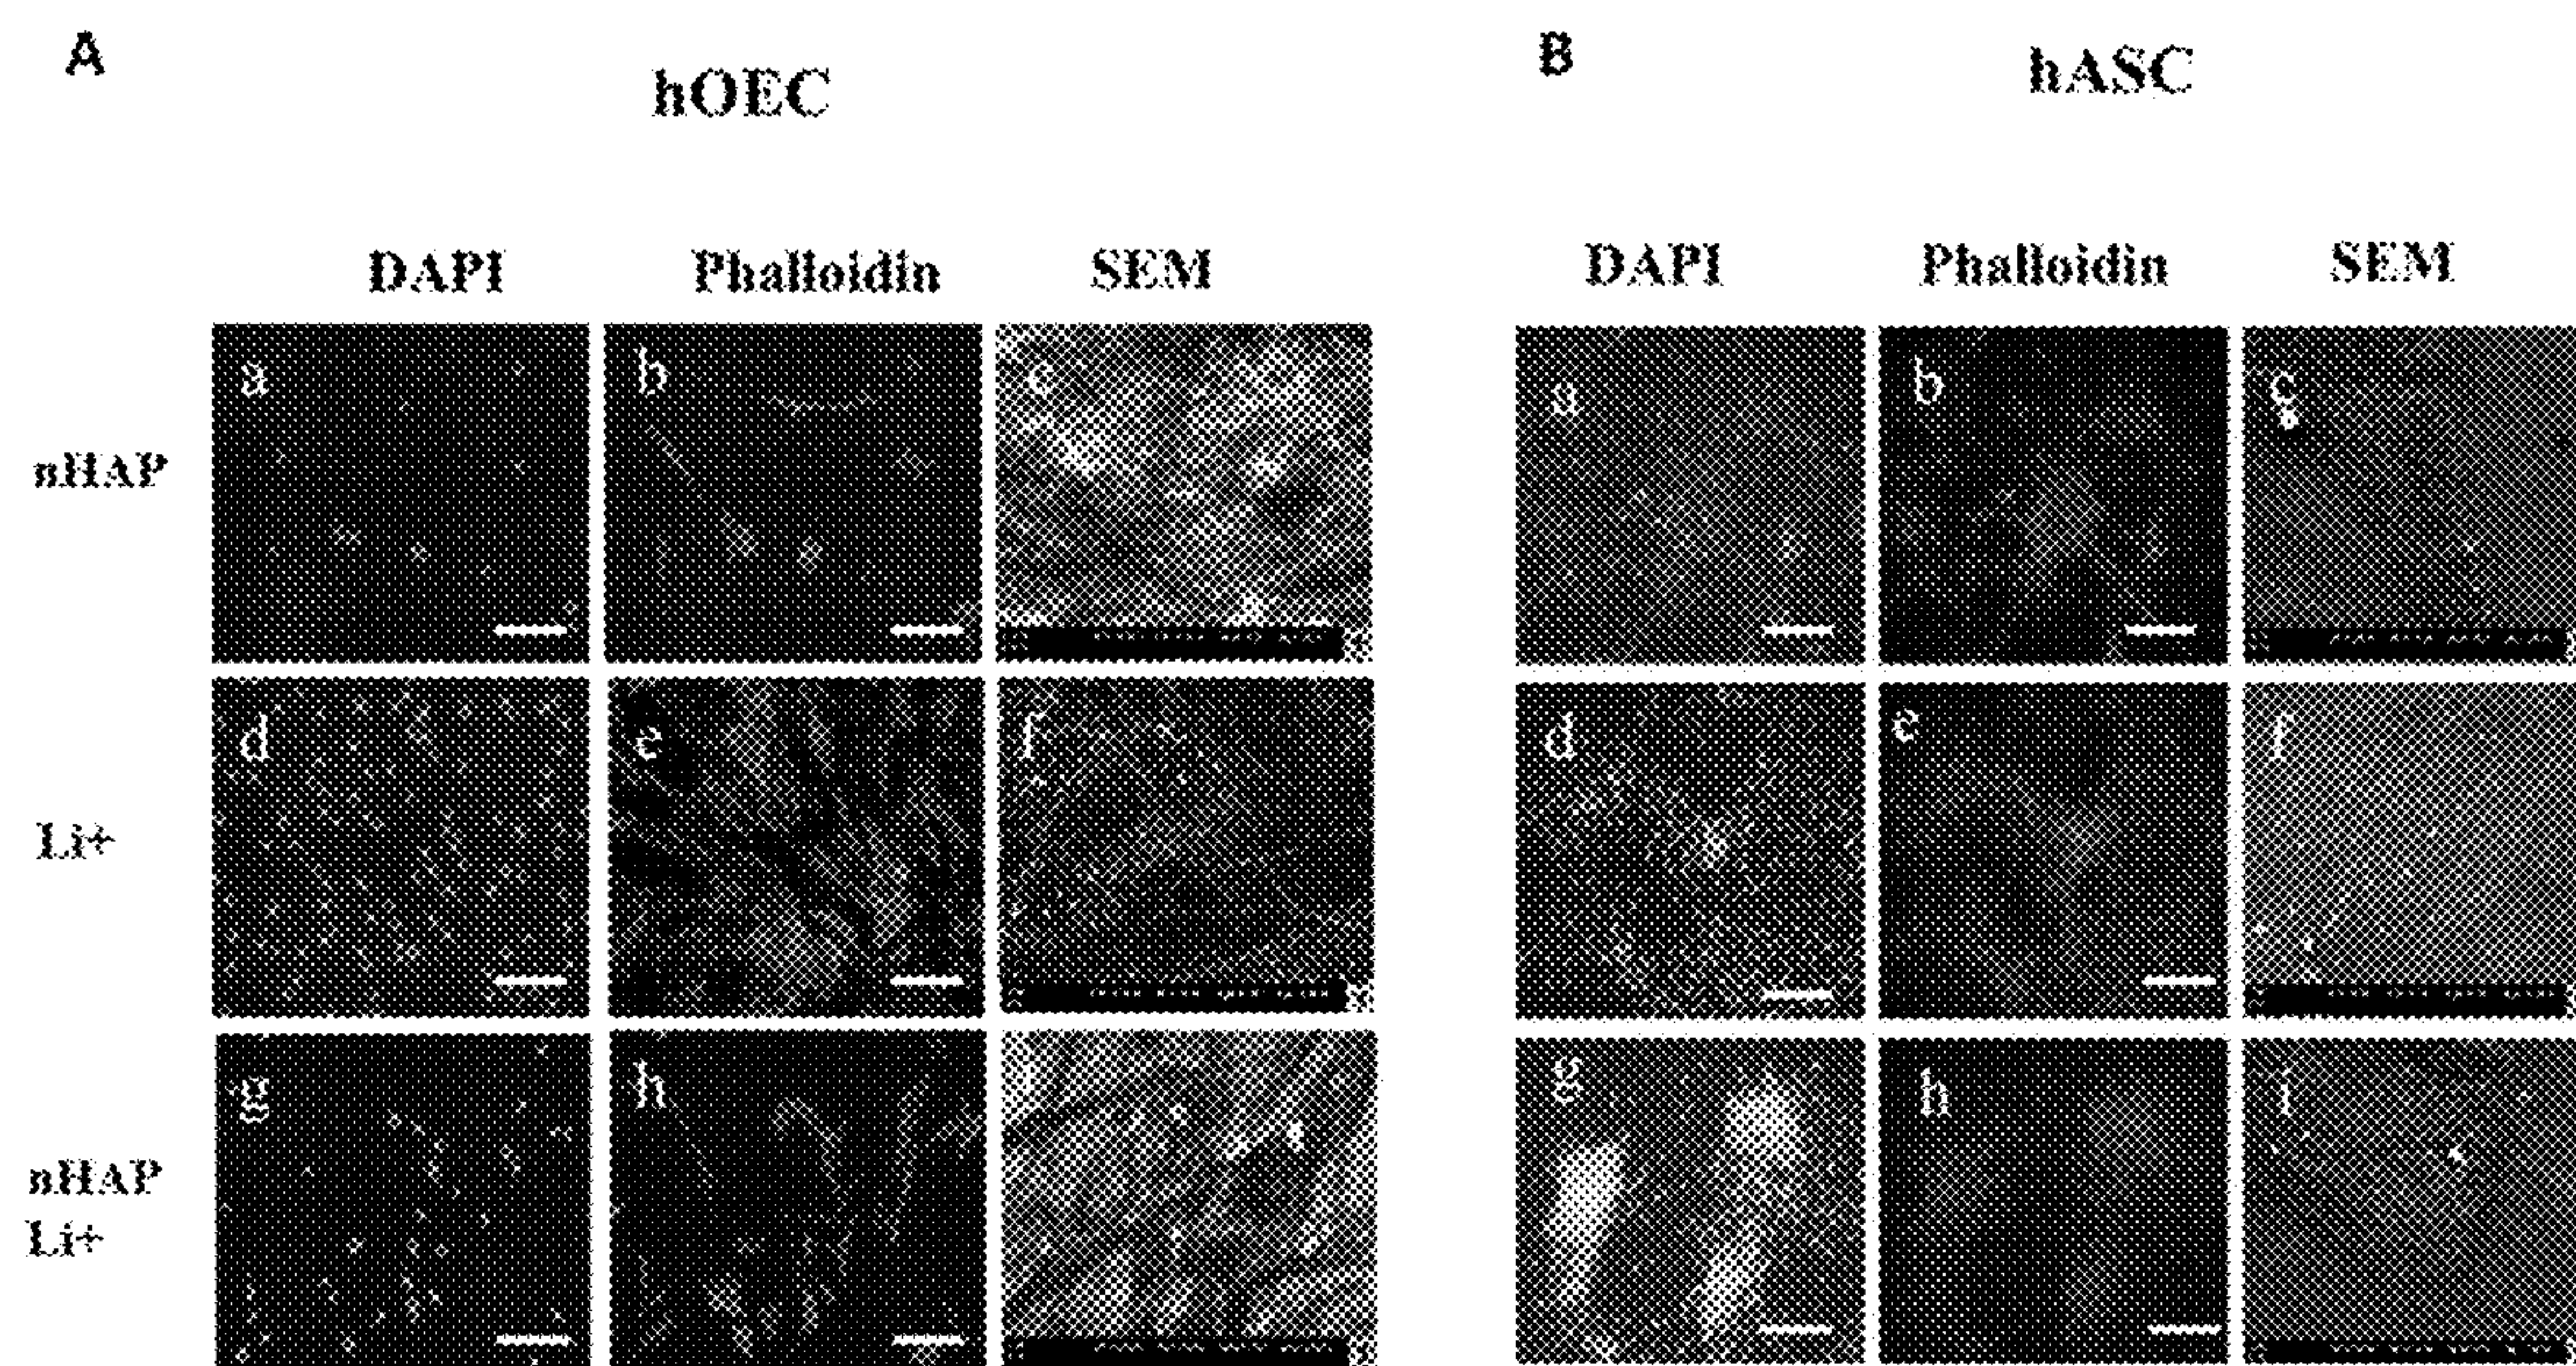 A
hOEC
DAPI Phalloidin SEM
nHAP
a b c
Li+
d e f
nHAP
Li+
g h i
B
hASC
DAPI Phalloidin SEM
a b c
d e f
g h i